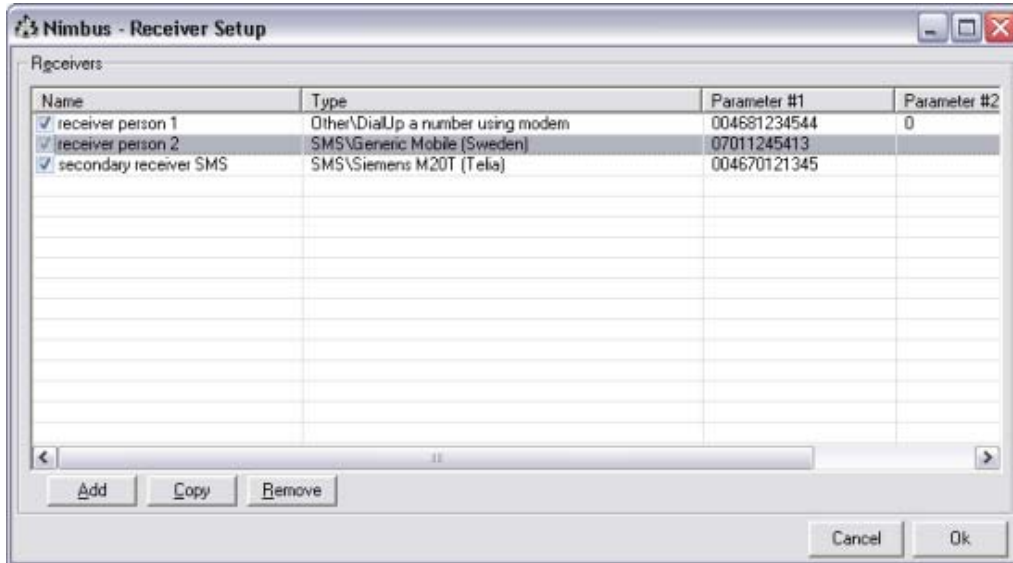 Nimbus - Receiver Setup
Receivers
Name Type Parameter #1 Parameter #2
receiver person 1 Other\DialUp a number using modem 004681234544 0
receiver person 2 SMS\Generic Mobile (Sweden) 07011245413
secondary receiver SMS SMS\Siemens M20T (Telia) 004670121345
Add Copy Remove
Cancel Ok